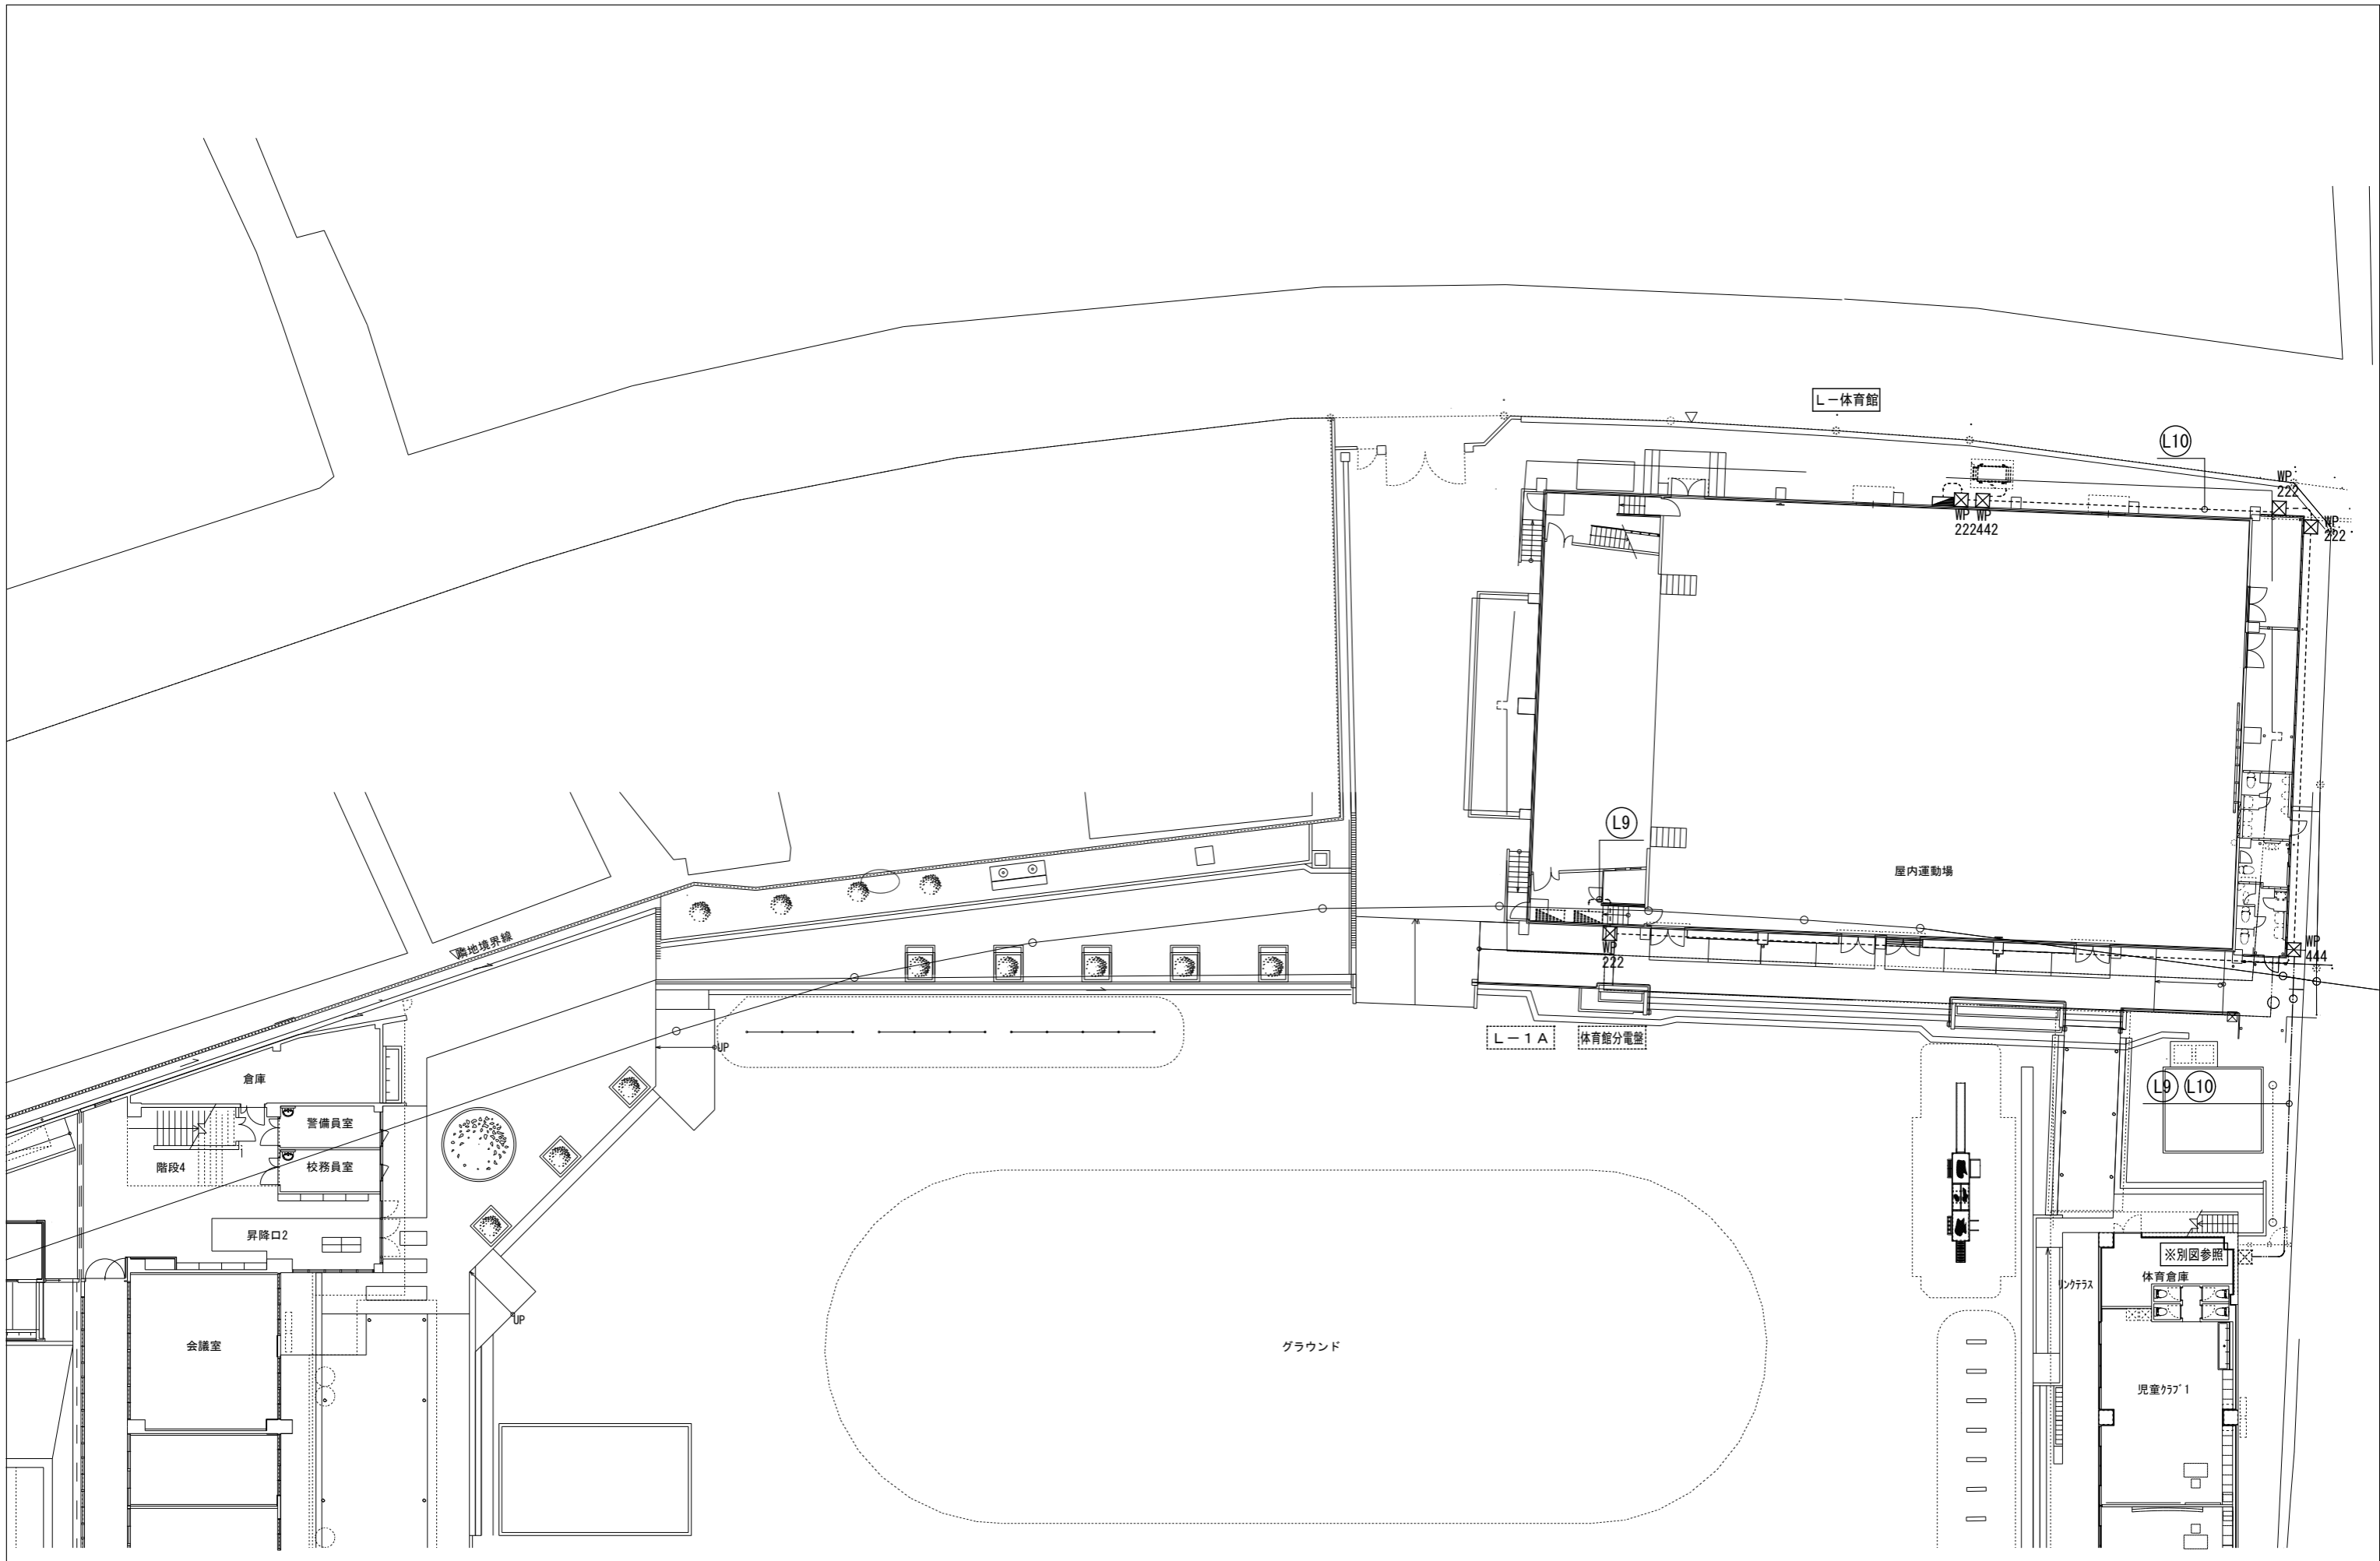 L－体育館
L10
WP
222
WP
222
WP WP
222442
L9
屋内運動場
隣地境界線
WP
222
WP
444
L－1A
体育館分電盤
UP
倉庫
L9 L10
警備員室
階段4
校務員室
昇降口2
※別図参照
体育倉庫
リンクテラス
UP
会議室
グラウンド
児童クラブ1